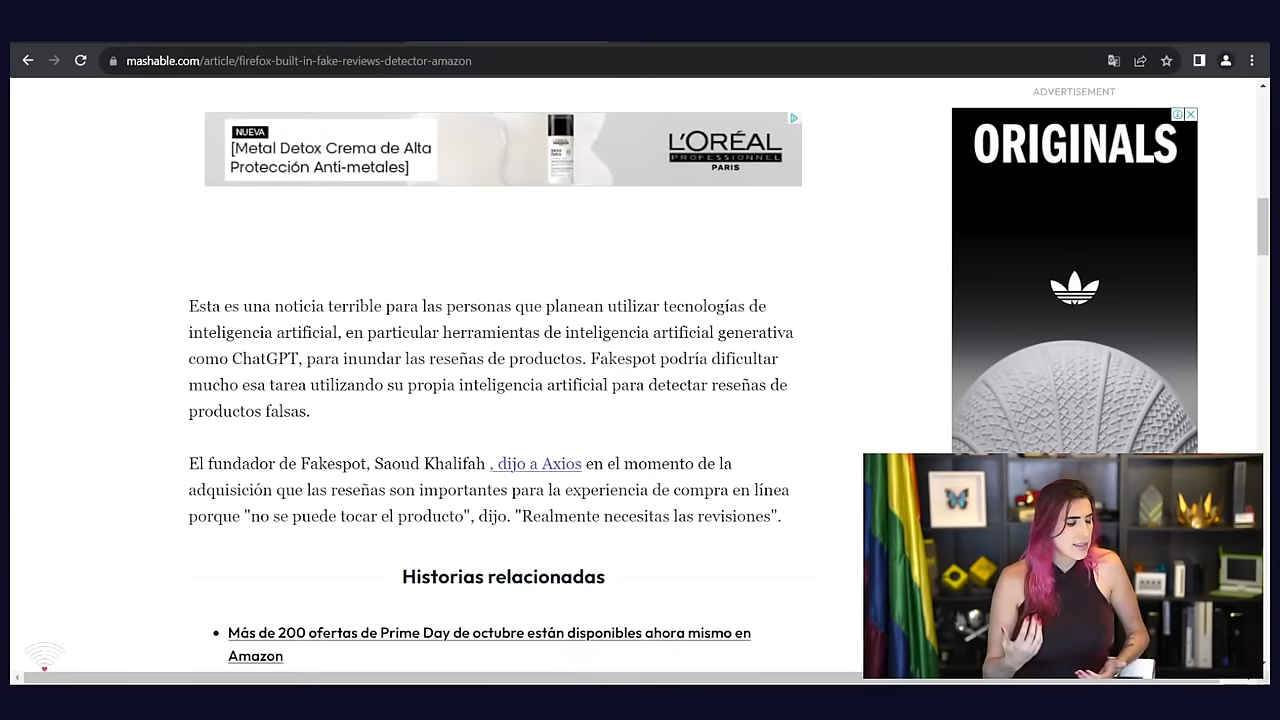 mashable.com/article/firefox-built-in-fake-reviews-detector-amazon
ADVERTISEMENT
NUEVA
[Metal Detox Crema de Alta
Protección Anti-metales]
L'ORÉAL
PROFESSIONNEL
PARIS
ORIGINALS
Esta es una noticia terrible para las personas que planean utilizar tecnologías de
inteligencia artificial, en particular herramientas de inteligencia artificial generativa
como ChatGPT, para inundar las reseñas de productos. Fakespot podría dificultar
mucho esa tarea utilizando su propia inteligencia artificial para detectar reseñas de
productos falsas.
El fundador de Fakespot, Saoud Khalifah , dijo a Axios en el momento de la
adquisición que las reseñas son importantes para la experiencia de compra en línea
porque "no se puede tocar el producto", dijo. "Realmente necesitas las revisiones".
Historias relacionadas
• Más de 200 ofertas de Prime Day de octubre están disponibles ahora mismo en
Amazon